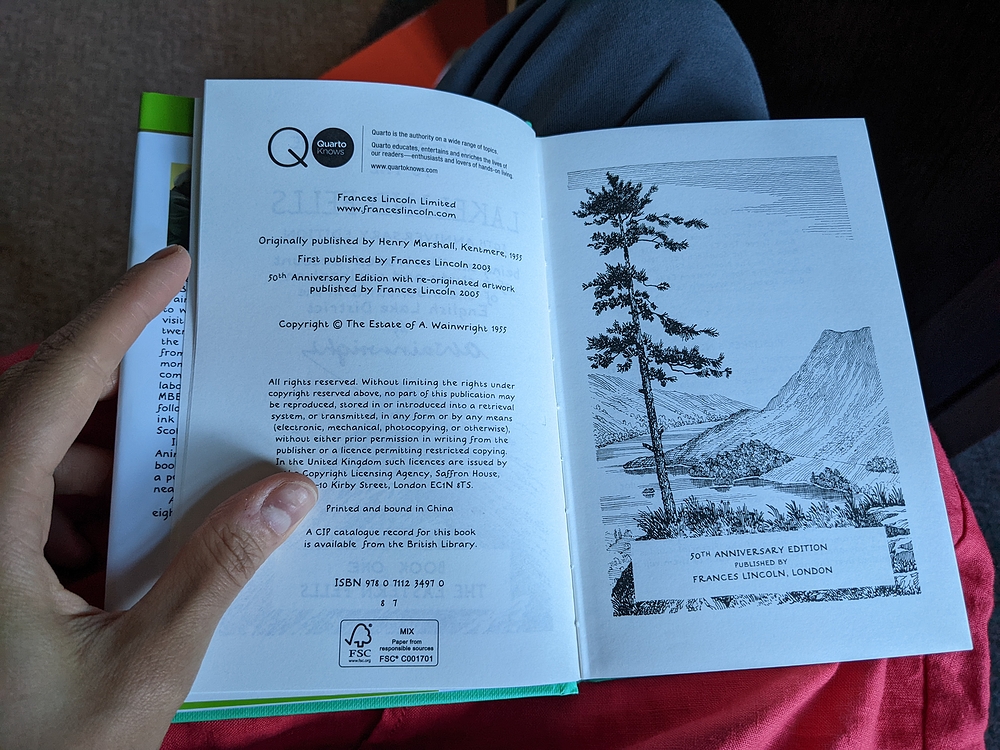 Quarto
Knows
Quarto is the authority on a wide range of topics.
Quarto educates, entertains and enriches the lives of
our readers—enthusiasts and lovers of hands-on living
www.quartoknows.com
Frances Lincoln Limited
www.franceslincoln.com
Originally published by Henry Marshall, Kentmere, 1955
First published by Frances Lincoln 2003
50th Anniversary Edition with re-originated artwork
published by Frances Lincoln 2005
Copyright © The Estate of A. Wainwright 1955
All rights reserved. Without limiting the rights under
copyright reserved above, no part of this publication may
be reproduced, stored in or introduced into a retrieval
system, or transmitted, in any form or by any means
(electronic, mechanical, photocopying, or otherwise),
without either prior permission in writing from the
publisher or a licence permitting restricted copying.
In the United Kingdom such licences are issued by
Copyright Licensing Agency, Saffron House,
10 Kirby Street, London EC1N 8TS.
Printed and bound in China
A CIP catalogue record for this book
is available from the British Library.
ISBN 978 0 7112 3497 0
8 7
FSC
www.fsc.org
MIX
Paper from
responsible sources
FSC® C001701
50TH ANNIVERSARY EDITION
PUBLISHED BY
FRANCES LINCOLN, LONDON